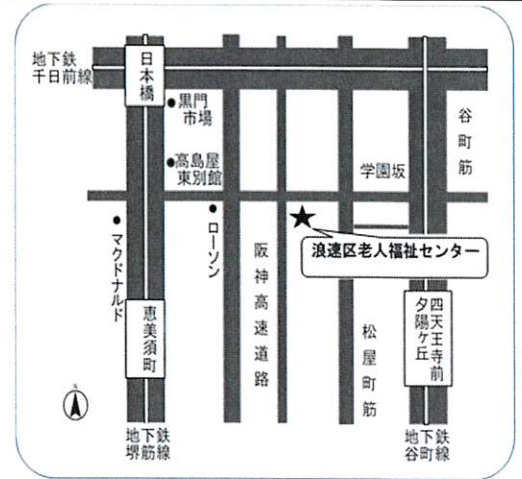 地下鉄
千日前線
日本橋
黒門
市場
谷町筋
高島屋
東別館
学園坂
ローソン
マクドナルド
浪速区老人福祉センター
阪神高速道路
恵美須町
松屋町筋
四天王寺前
夕陽ヶ丘
N
地下鉄
堺筋線
地下鉄
谷町線